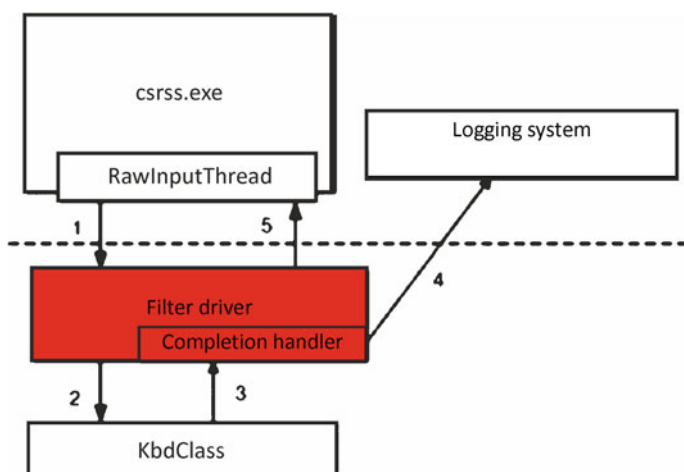 csrss.exe
Logging system
RawInputThread
1
5
4
Filter driver
Completion handler
2
3
KbdClass